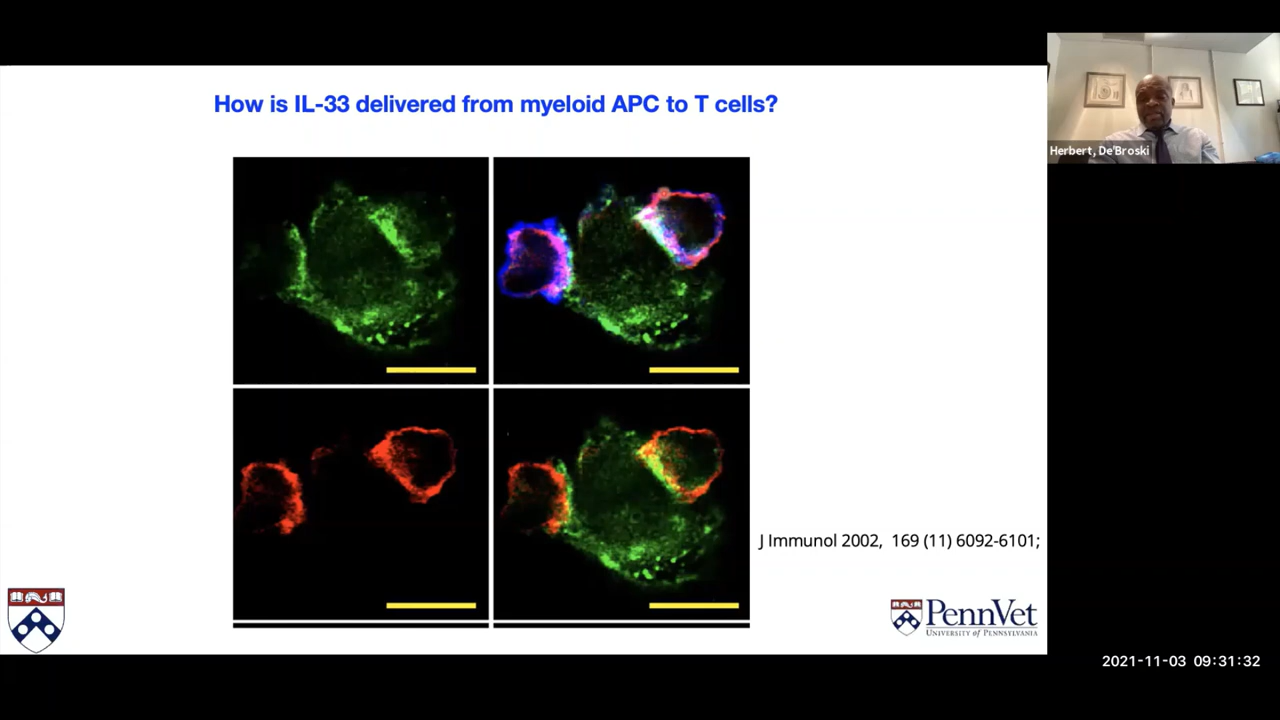 How is IL-33 delivered from myeloid APC to T cells?
Herbert, De'Broski
J Immunol 2002, 169 (11) 6092-6101;
PennVet
UNIVERSITY of PENNSYLVANIA
2021-11-03 09:31:32